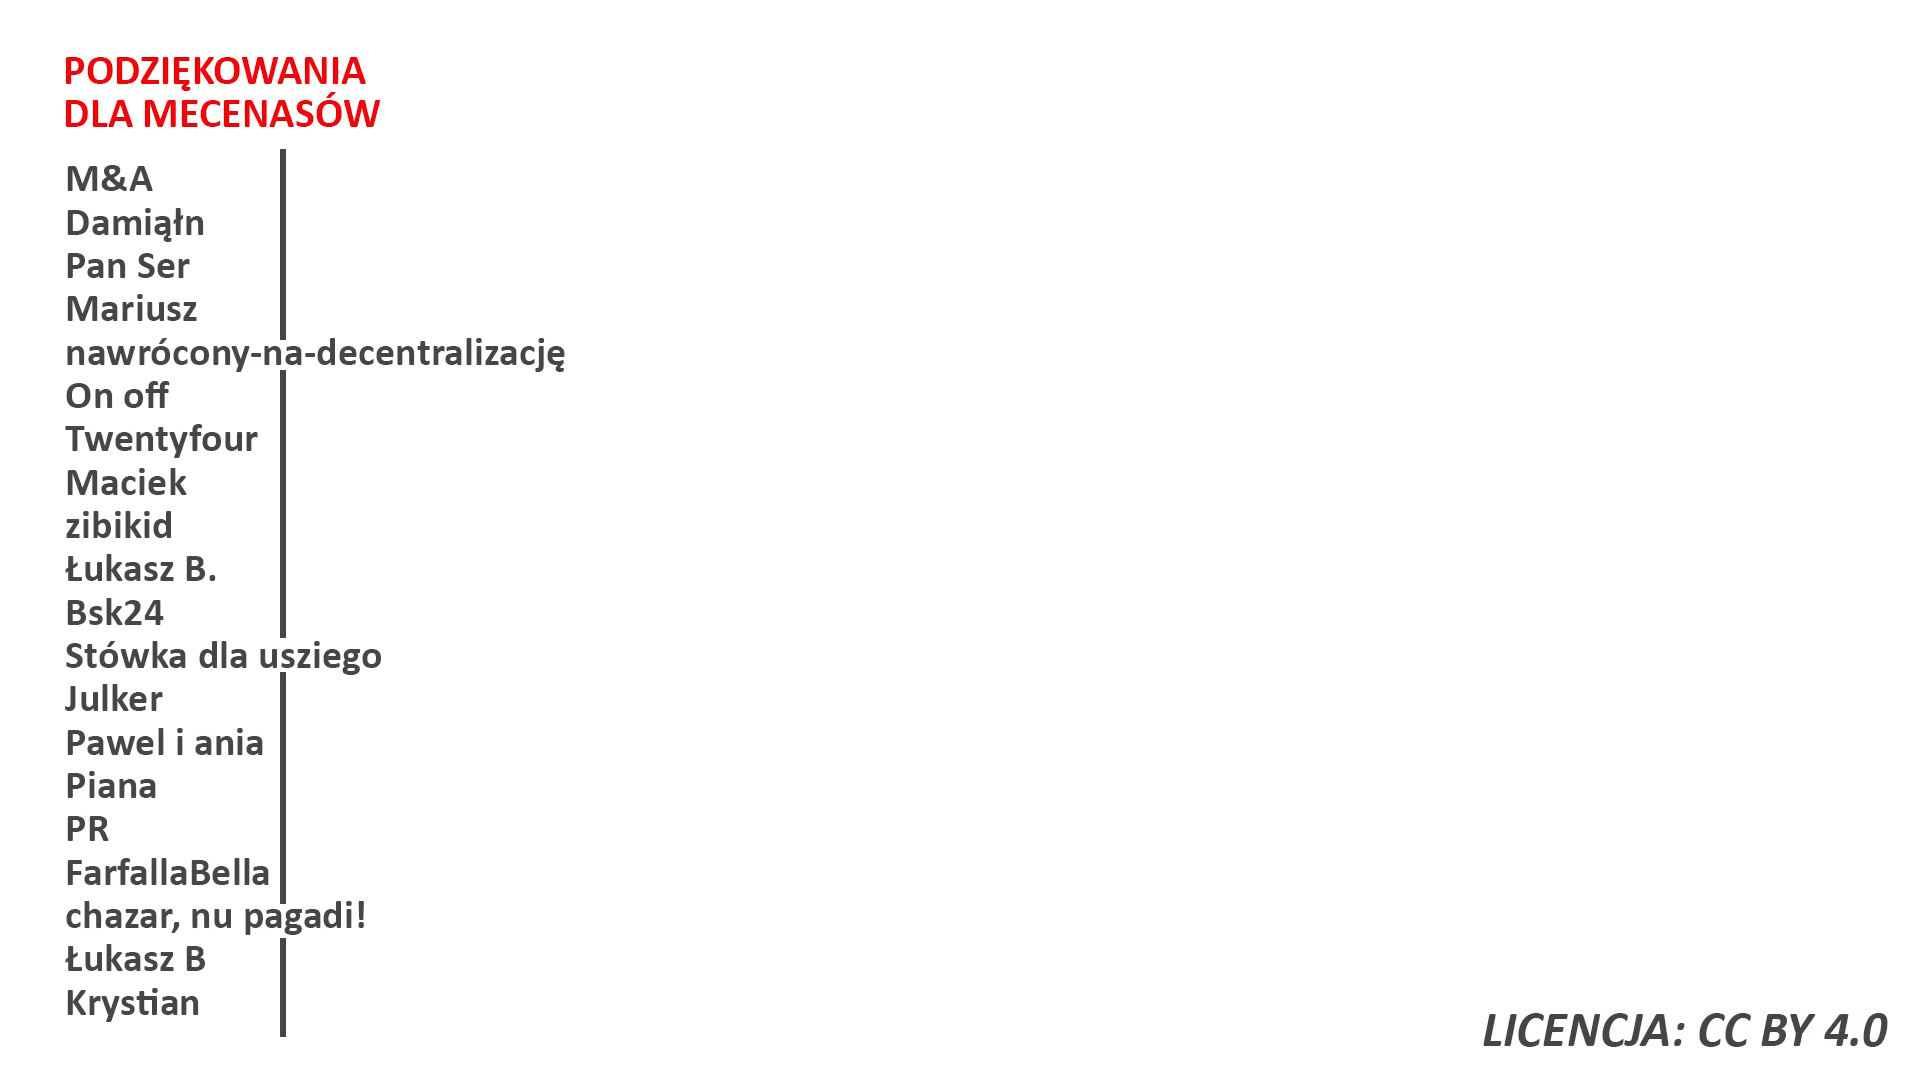 PODZIĘKOWANIA
DLA MECENASÓW
M&A
Damiąłn
Pan Ser
Mariusz
nawrócony-na-decentralizację
On off
Twentyfour
Maciek
zibikid
Łukasz B.
Bsk24
Stówka dla usziego
Julker
Pawel i ania
Piana
PR
FarfallaBella
chazar, nu pagadi!
Łukasz B
Krystian
LICENCJA: CC BY 4.0